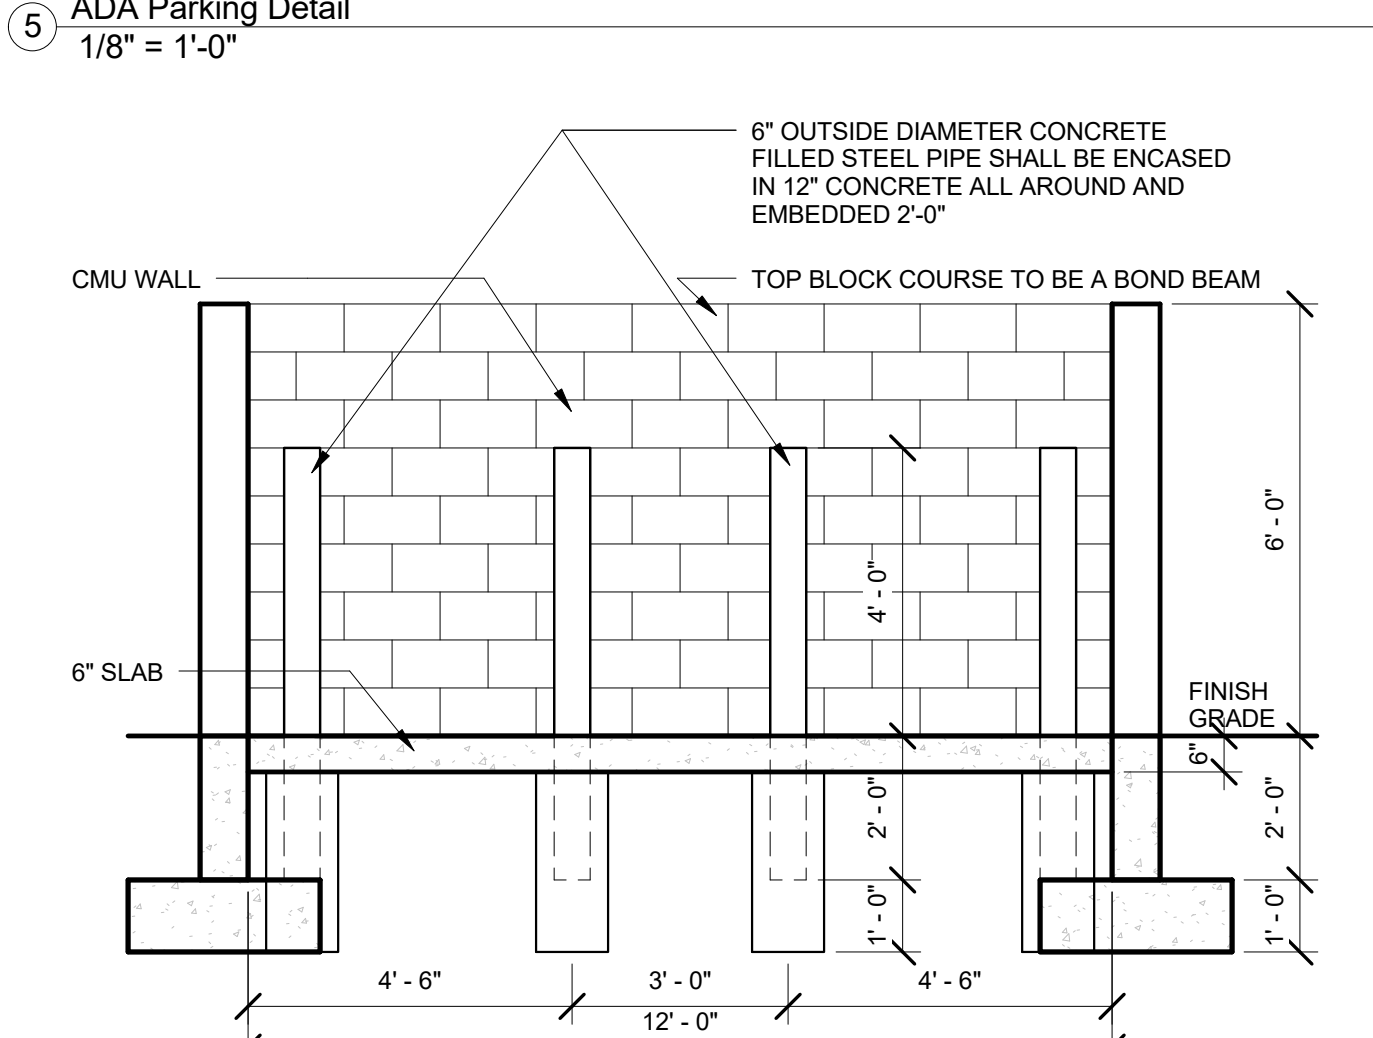 5
ADA Parking Detail
1/8" = 1'-0"
6" OUTSIDE DIAMETER CONCRETE
FILLED STEEL PIPE SHALL BE ENCASED
IN 12" CONCRETE ALL AROUND AND
EMBEDDED 2'-0"
CMU WALL
TOP BLOCK COURSE TO BE A BOND BEAM
6' - 0"
4' - 0"
6" SLAB
FINISH
GRADE
6"
2' - 0"
2' - 0"
1' - 0"
1' - 0"
4' - 6"
3' - 0"
4' - 6"
12' - 0"